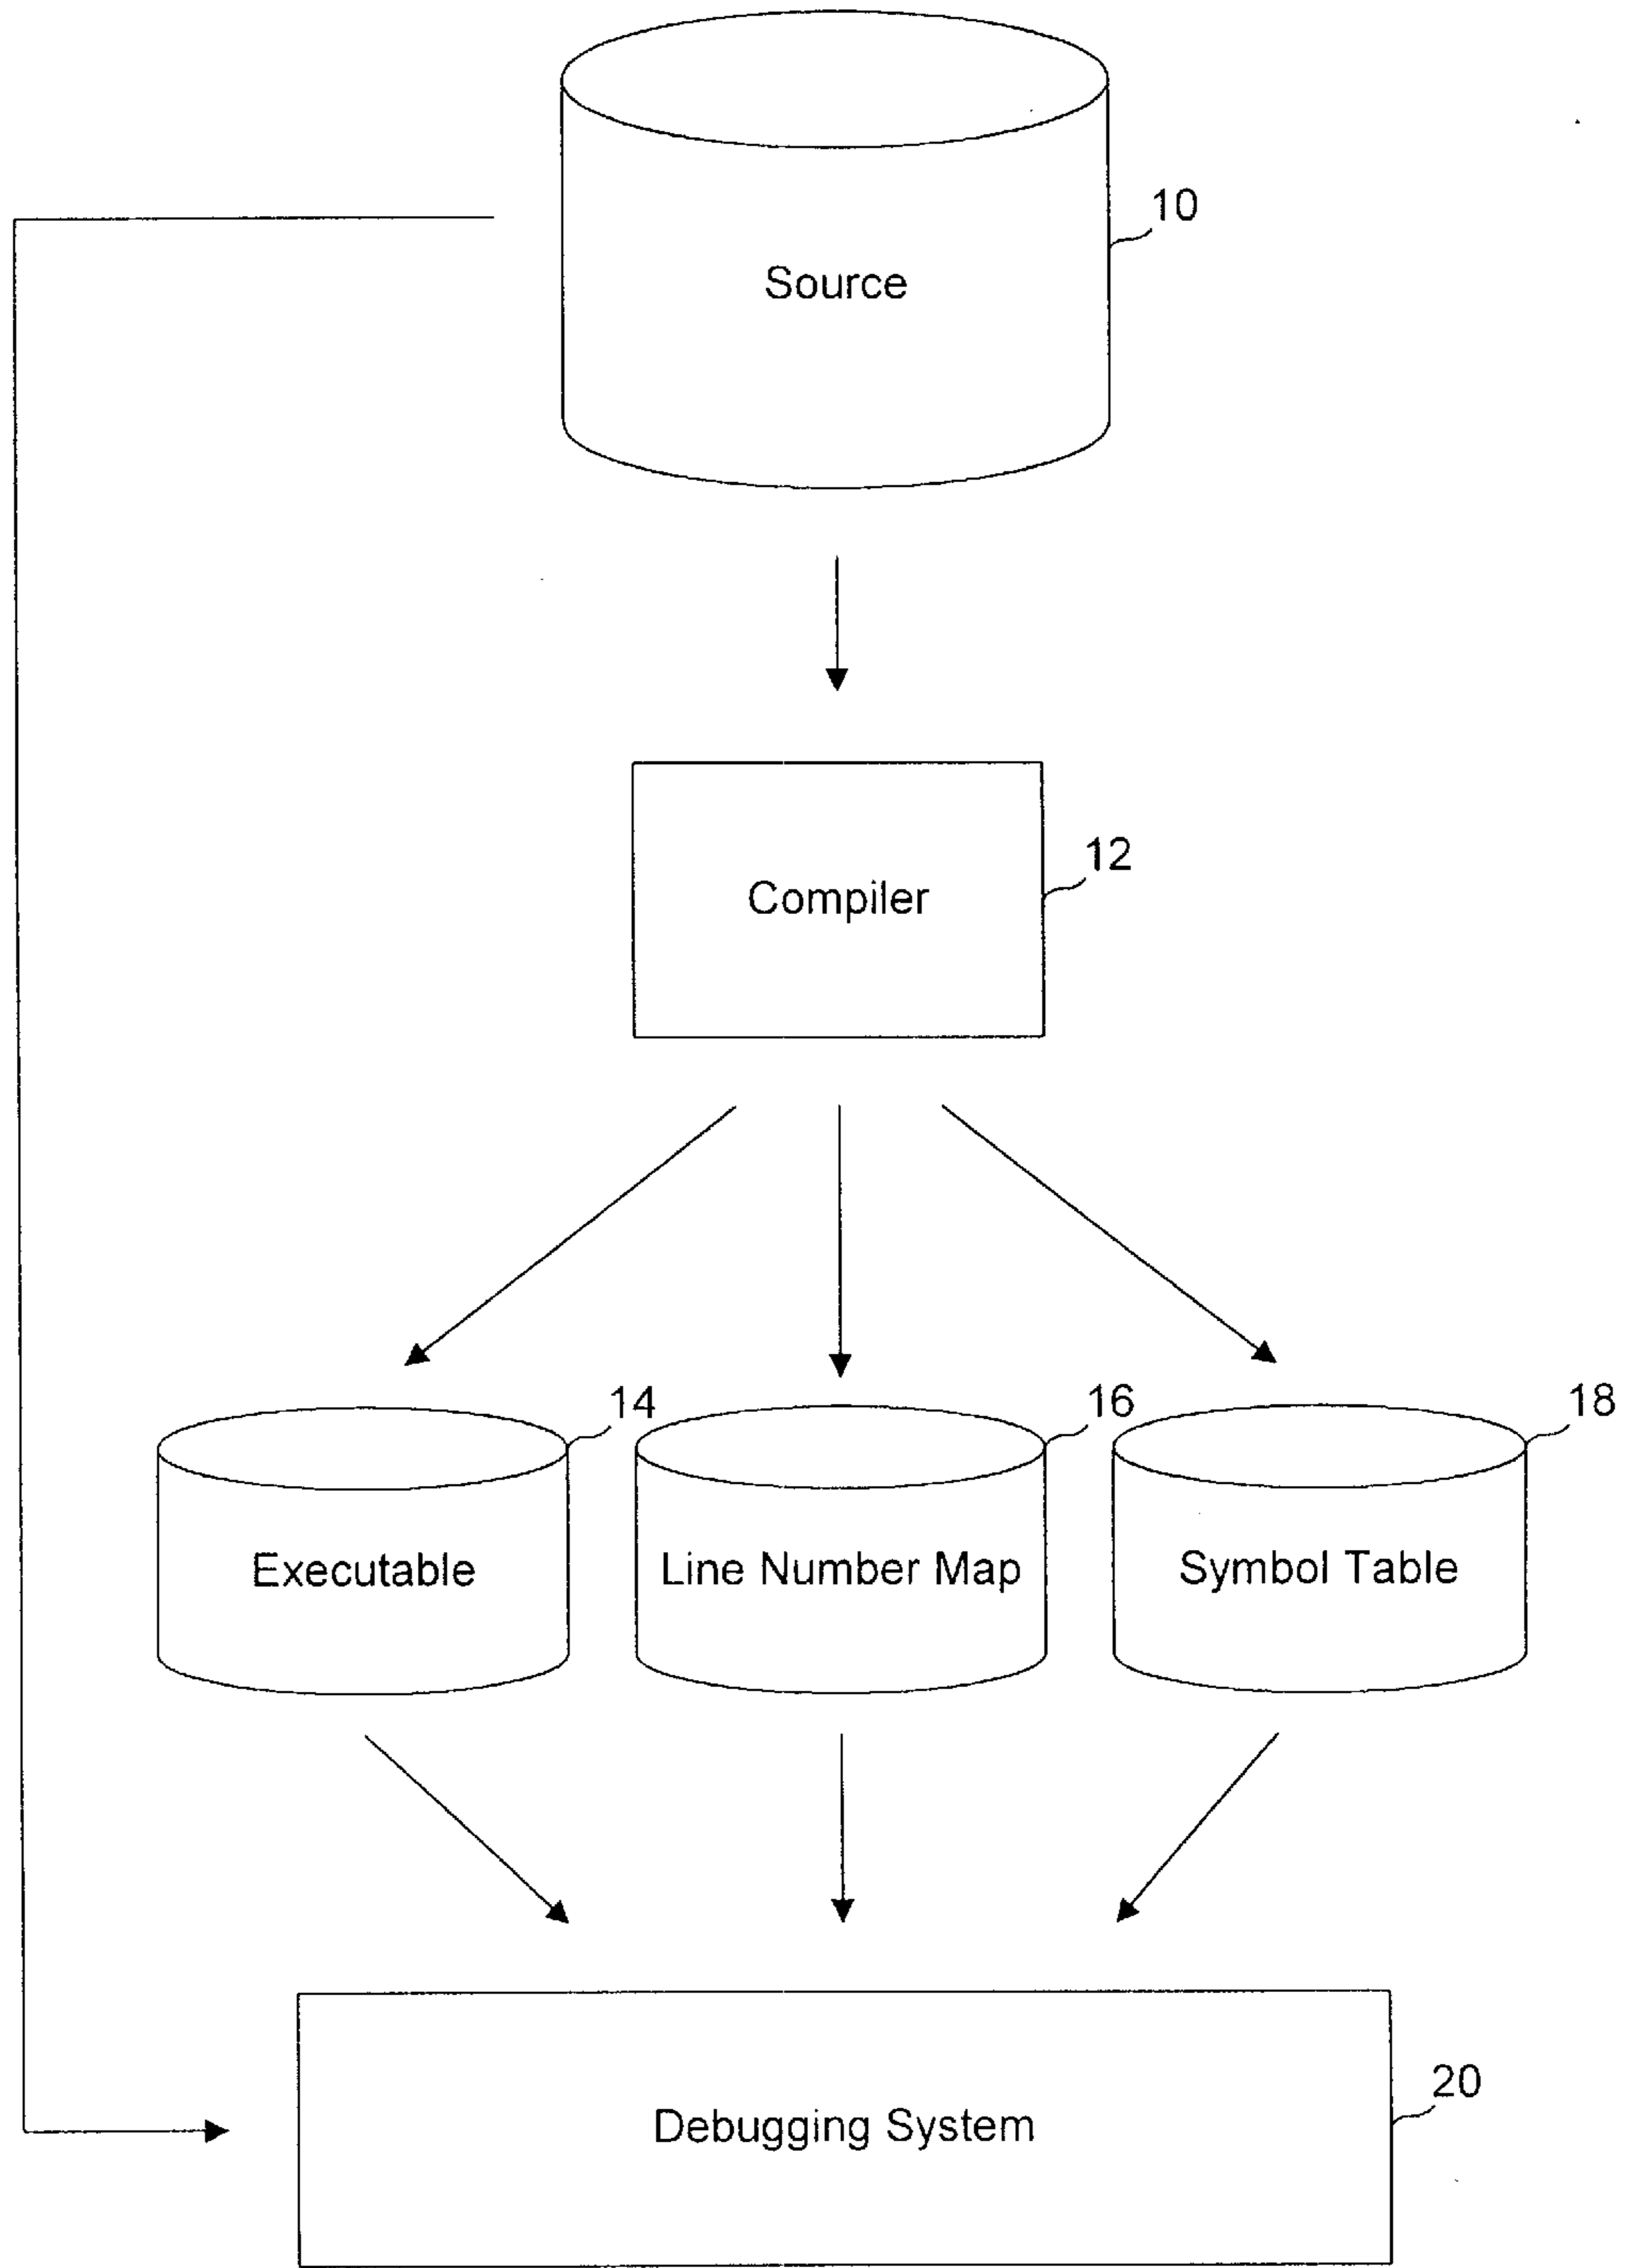 10
Source
12
Compiler
14
16
18
Executable
Line Number Map
Symbol Table
20
Debugging System